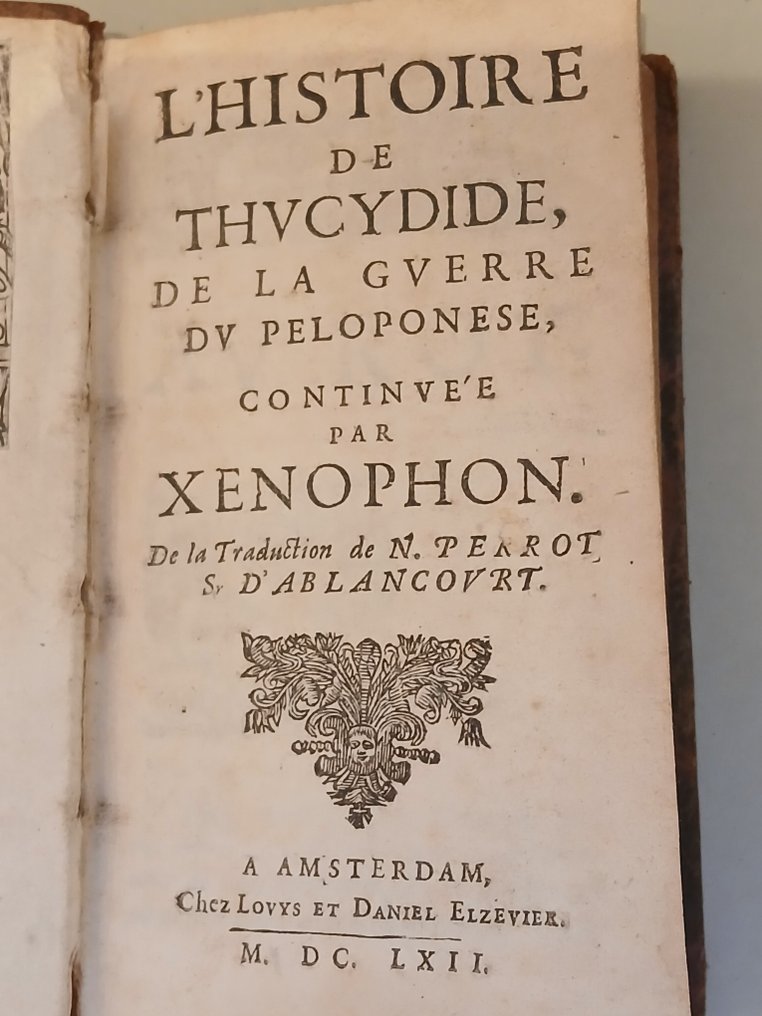 L'HISTOIRE
DE
THVCYDIDE,
DE LA GVERRE
DV PELOPONESE,
CONTINVE'E
PAR
XENOPHON.
De la Traduction de N. PERROT
Sr D'ABLANCOVRT.
A AMSTERDAM,
Chez LOVYS ET DANIEL ELZEVIER.
M. DC. LXII.